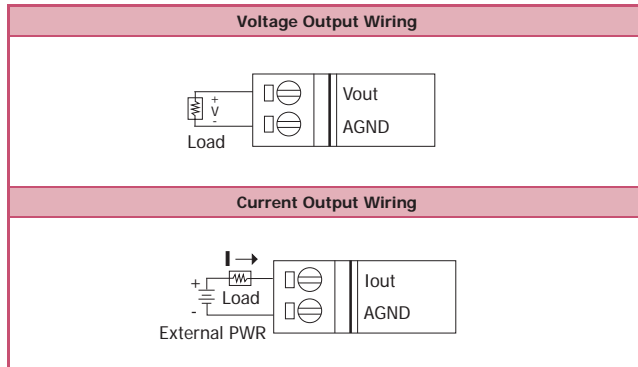 Voltage Output Wiring
+
V
-
Load
Vout
AGND
Current Output Wiring
I
+
-
Load
External PWR
Iout
AGND